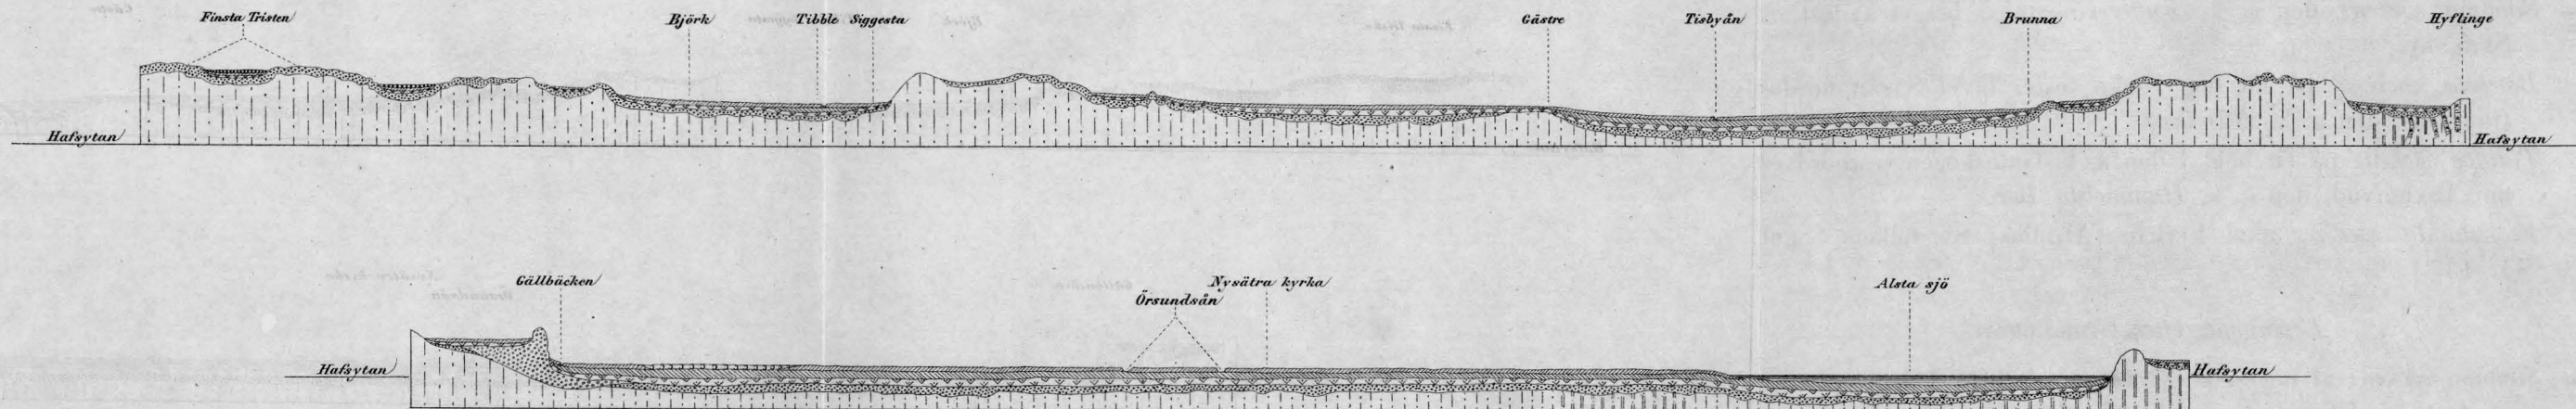 Finsta Tristen
Björk
Tibble
Siggesta
Gästre
Tisbyån
Brunna
Hyflinge
Hafsytan
Hafsytan
Gällbäcken
Örsundsån
Nysätra kyrka
Alsta sjö
Hafsytan
Hafsytan